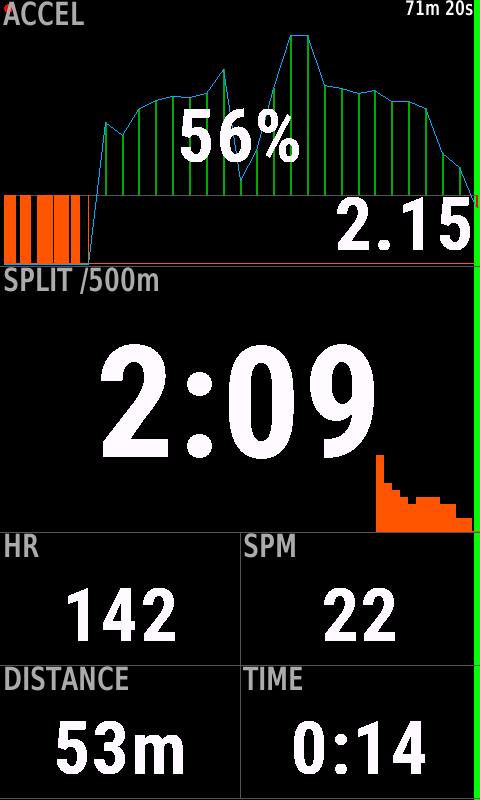 ACCEL 71m 20s
56%
2.15
SPLIT /500m
2:09
HR SPM
142 22
DISTANCE TIME
53m 0:14